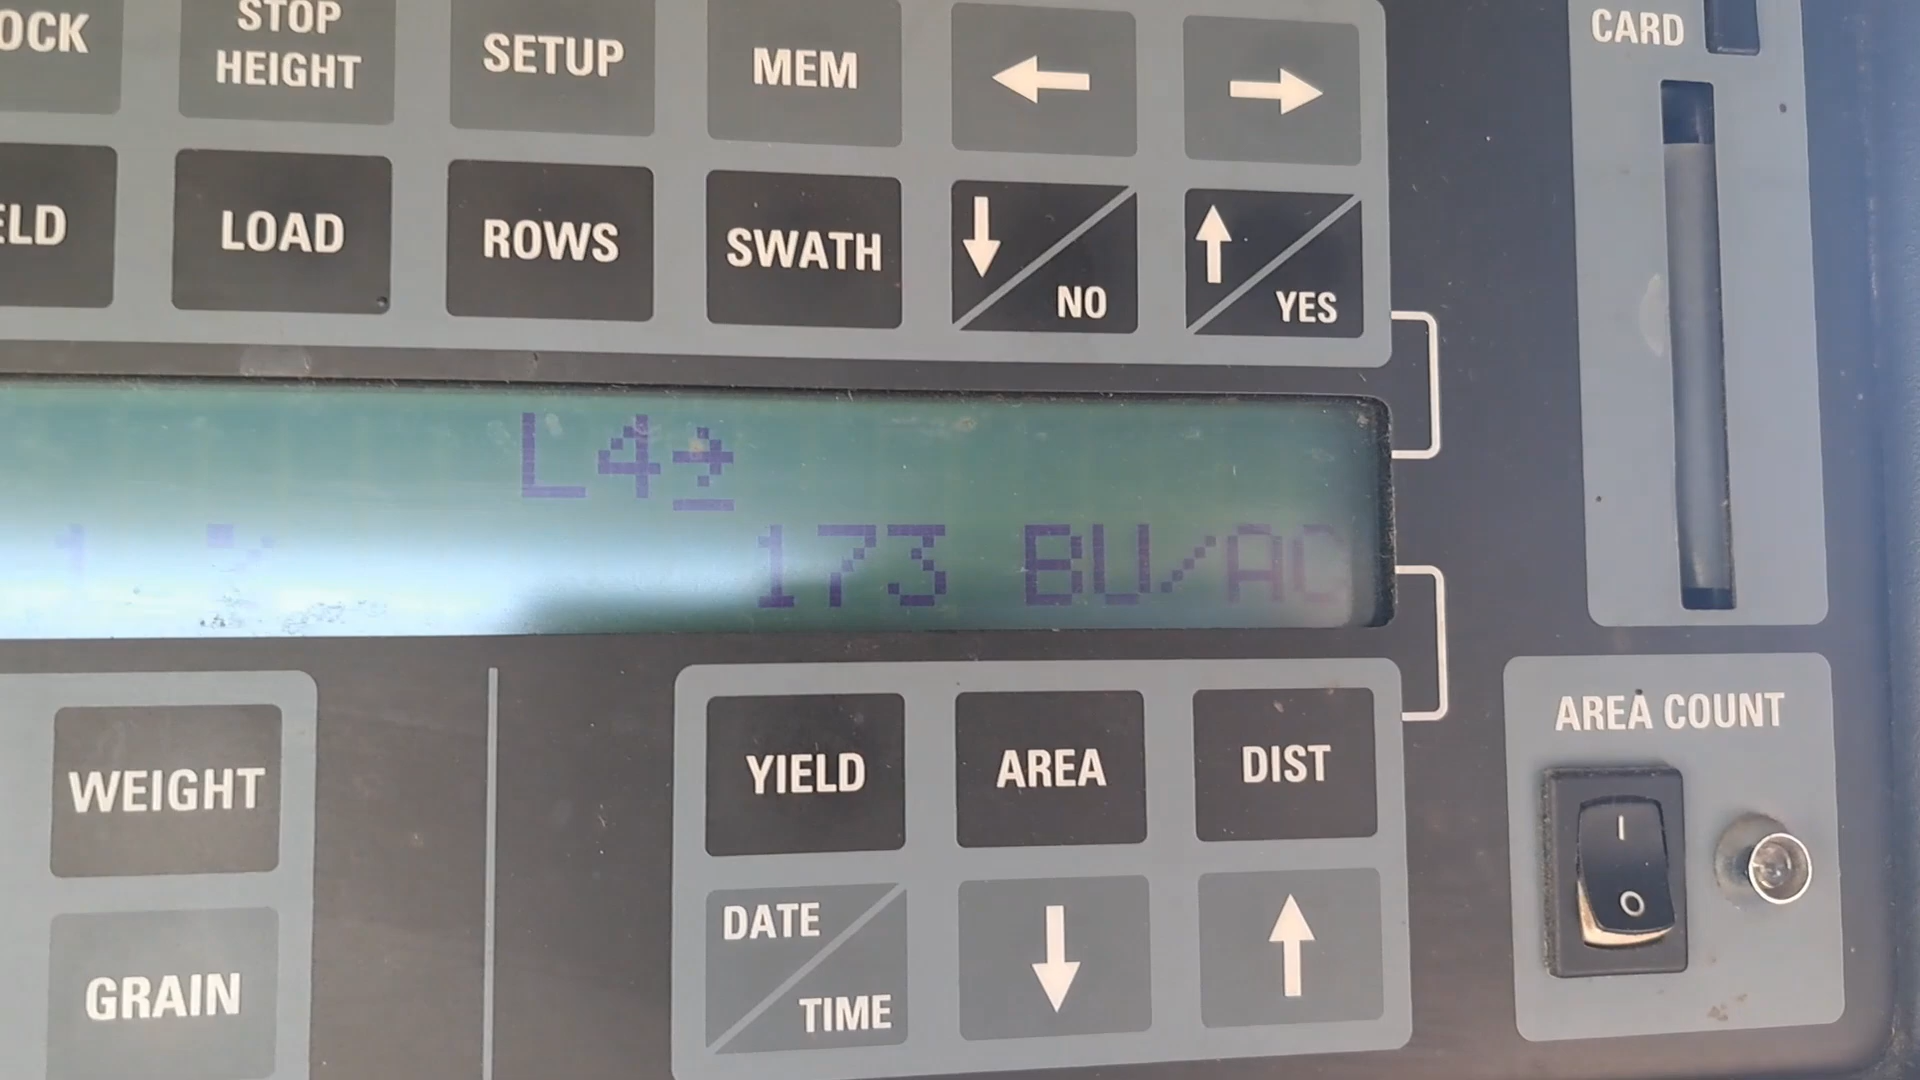 CARD
STOP
HEIGHT
SETUP
MEM
LOAD
ROWS
SWATH
NO
YES
L4±
173 BU/AC
WEIGHT
YIELD
AREA
DIST
AREA COUNT
GRAIN
DATE
TIME